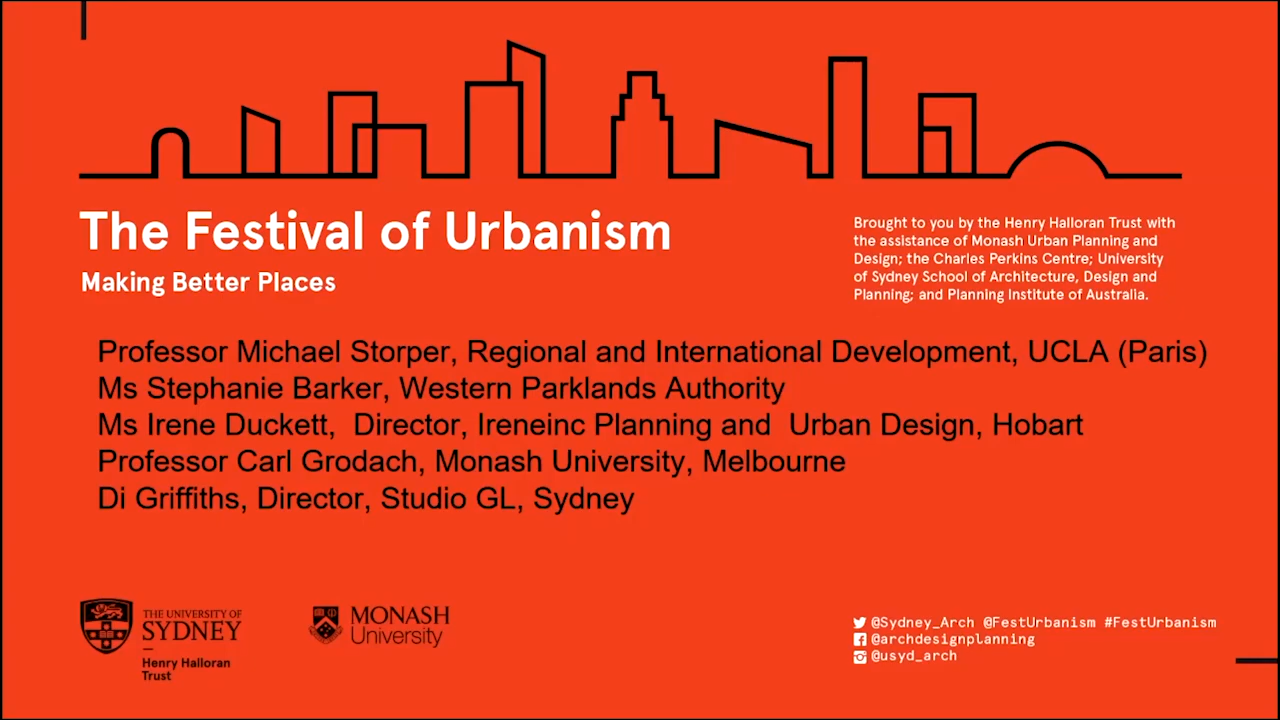 The Festival of Urbanism
Making Better Places
Brought to you by the Henry Halloran Trust with
the assistance of Monash Urban Planning and
Design; the Charles Perkins Centre; University
of Sydney School of Architecture, Design and
Planning; and Planning Institute of Australia.
Professor Michael Storper, Regional and International Development, UCLA (Paris)
Ms Stephanie Barker, Western Parklands Authority
Ms Irene Duckett,  Director, Ireneinc Planning and  Urban Design, Hobart
Professor Carl Grodach, Monash University, Melbourne
Di Griffiths, Director, Studio GL, Sydney
THE UNIVERSITY OF
SYDNEY
Henry Halloran
Trust
MONASH
University
@Sydney_Arch @FestUrbanism #FestUrbanism
@archdesignplanning
@usyd_arch